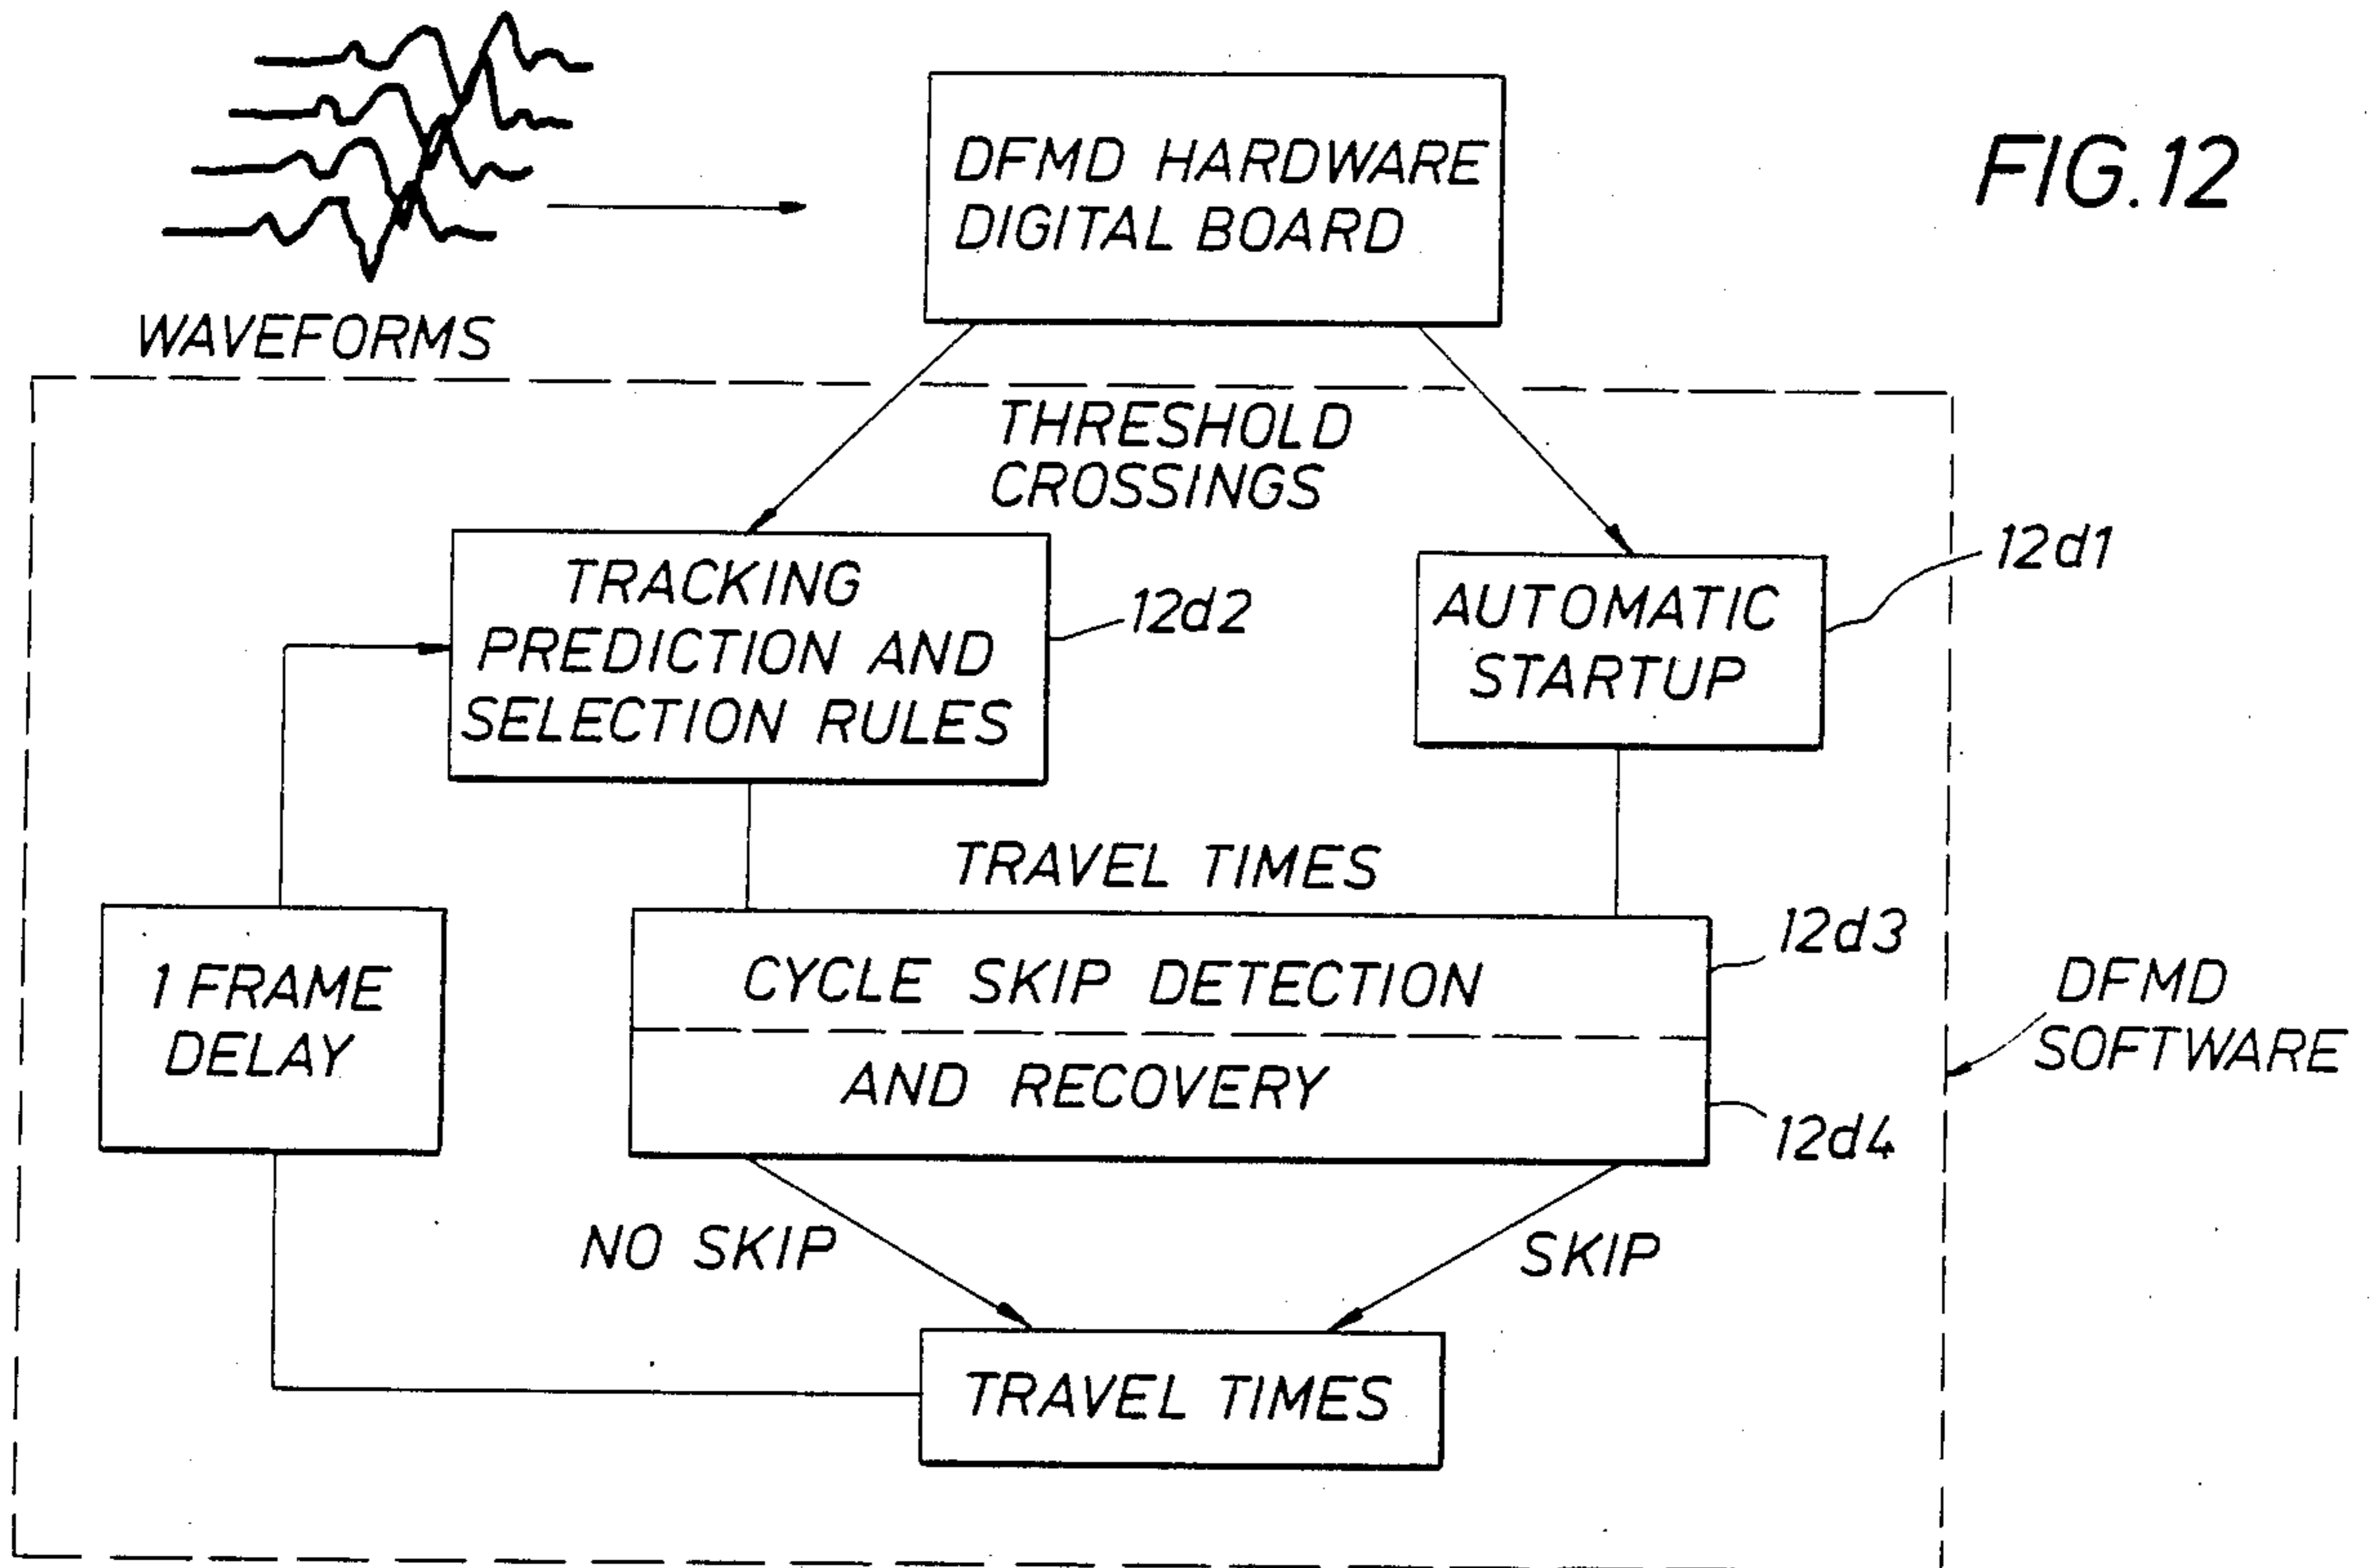 DFMD HARDWARE
DIGITAL BOARD
FIG.12
WAVEFORMS
THRESHOLD
CROSSINGS
TRACKING
PREDICTION AND
SELECTION RULES
12d2
AUTOMATIC
STARTUP
12d1
TRAVEL TIMES
1 FRAME
DELAY
CYCLE SKIP DETECTION
AND RECOVERY
12d3
12d4
DFMD
SOFTWARE
NO SKIP
SKIP
TRAVEL TIMES